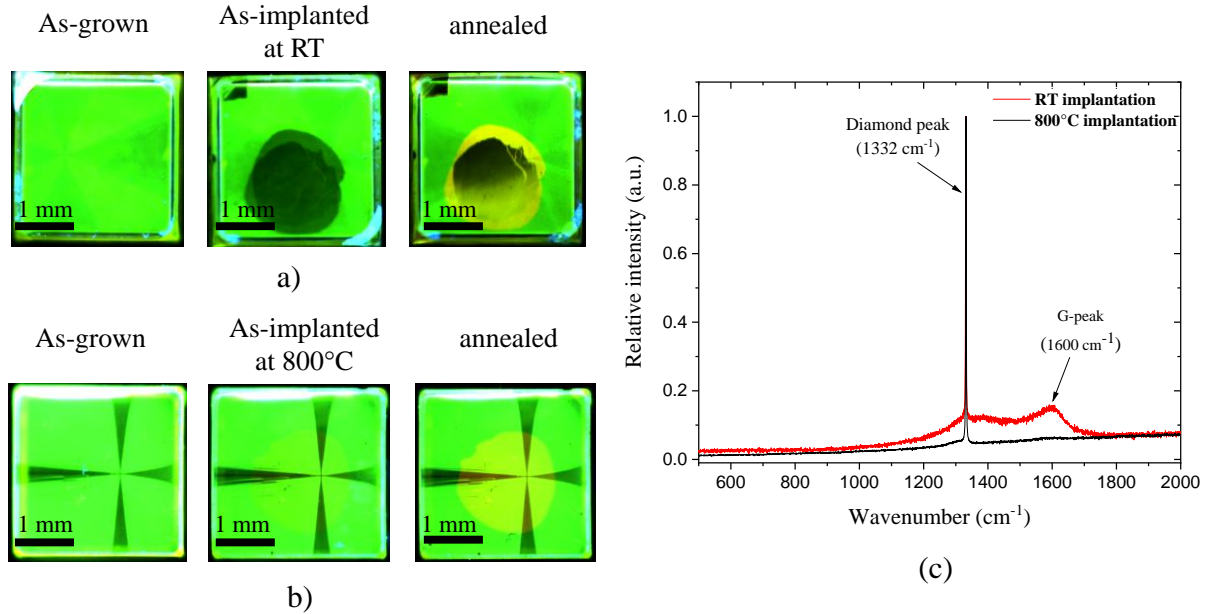 As-grown
As-implanted
at RT
annealed
1 mm
1 mm
1 mm
a)
As-grown
As-implanted
at 800°C
annealed
1 mm
1 mm
1 mm
b)
Relative intensity (a.u.)
1.0
0.8
0.6
0.4
0.2
0.0
RT implantation
800°C implantation
Diamond peak
(1332 cm⁻¹)
G-peak
(1600 cm⁻¹)
600 800 1000 1200 1400 1600 1800 2000
Wavenumber (cm⁻¹)
(c)